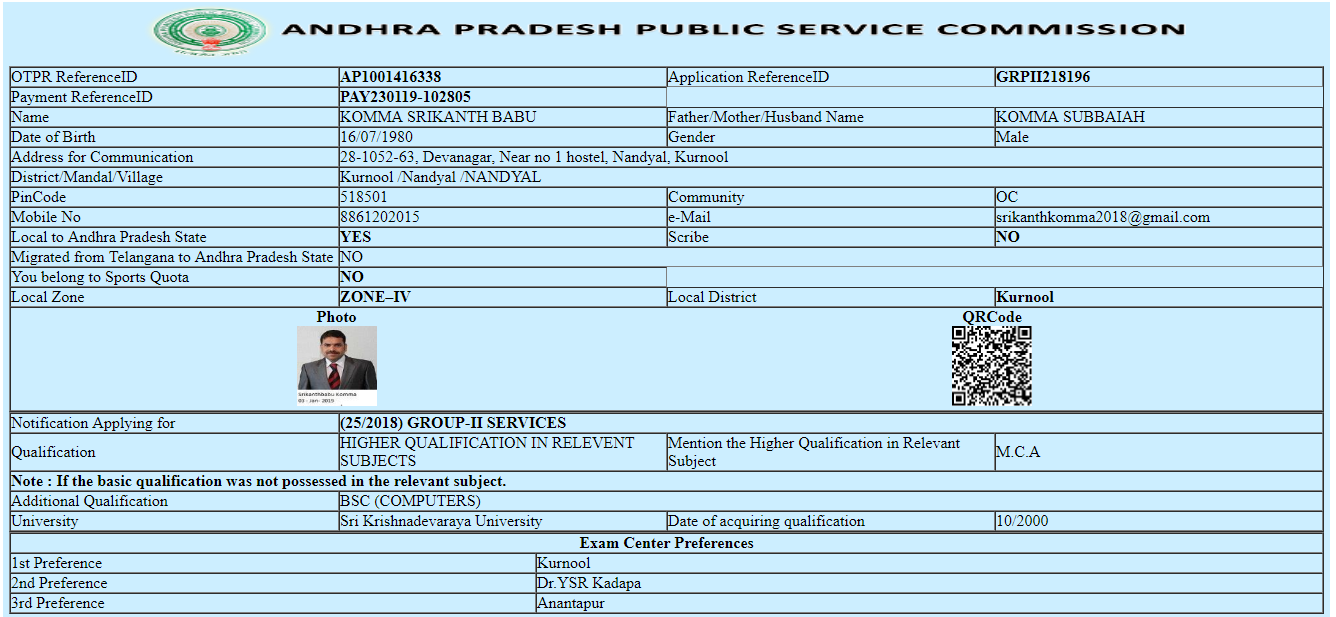 ANDHRA PRADESH PUBLIC SERVICE COMMISSION
OTPR ReferenceID AP1001416338 Application ReferenceID GRPII218196
Payment ReferenceID PAY230119-102805
Name KOMMA SRIKANTH BABU Father/Mother/Husband Name KOMMA SUBBAIAH
Date of Birth 16/07/1980 Gender Male
Address for Communication 28-1052-63, Devanagar, Near no 1 hostel, Nandyal, Kurnool
District/Mandal/Village Kurnool /Nandyal /NANDYAL
PinCode 518501 Community OC
Mobile No 8861202015 e-Mail srikanthkomma2018@gmail.com
Local to Andhra Pradesh State YES Scribe NO
Migrated from Telangana to Andhra Pradesh State NO
You belong to Sports Quota NO
Local Zone ZONE–IV Local District Kurnool
Photo QRCode
Srikanthbabu Komma
03 - Jan- 2019
Notification Applying for (25/2018) GROUP-II SERVICES
Qualification HIGHER QUALIFICATION IN RELEVENT
SUBJECTS Mention the Higher Qualification in Relevant
Subject M.C.A
Note : If the basic qualification was not possessed in the relevant subject.
Additional Qualification BSC (COMPUTERS)
University Sri Krishnadevaraya University Date of acquiring qualification 10/2000
Exam Center Preferences
1st Preference Kurnool
2nd Preference Dr.YSR Kadapa
3rd Preference Anantapur